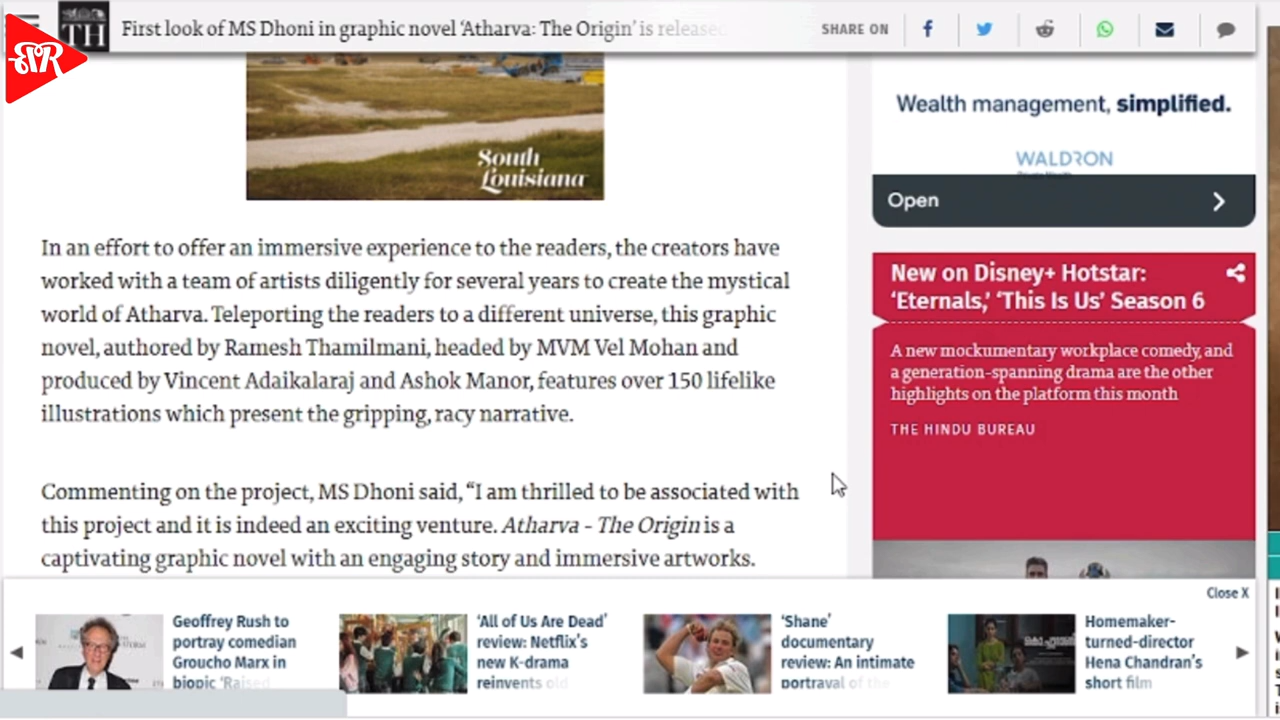 TH
First look of MS Dhoni in graphic novel ‘Atharva: The Origin’ is released
SHARE ON
South
Louisiana
Wealth management, simplified.
WALDRON
Open
In an effort to offer an immersive experience to the readers, the creators have
worked with a team of artists diligently for several years to create the mystical
world of Atharva. Teleporting the readers to a different universe, this graphic
novel, authored by Ramesh Thamilmani, headed by MVM Vel Mohan and
produced by Vincent Adaikalaraj and Ashok Manor, features over 150 lifelike
illustrations which present the gripping, racy narrative.
Commenting on the project, MS Dhoni said, “I am thrilled to be associated with
this project and it is indeed an exciting venture. Atharva - The Origin is a
captivating graphic novel with an engaging story and immersive artworks.
New on Disney+ Hotstar:
‘Eternals,’ ‘This Is Us’ Season 6
A new mockumentary workplace comedy, and
a generation-spanning drama are the other
highlights on the platform this month
THE HINDU BUREAU
Close X
Geoffrey Rush to
portray comedian
Groucho Marx in
biopic ‘Raised
‘All of Us Are Dead’
review: Netflix’s
new K-drama
reinvents old
‘Shane’
documentary
review: An intimate
portrayal of the
Homemaker-
turned-director
Hena Chandran’s
short film